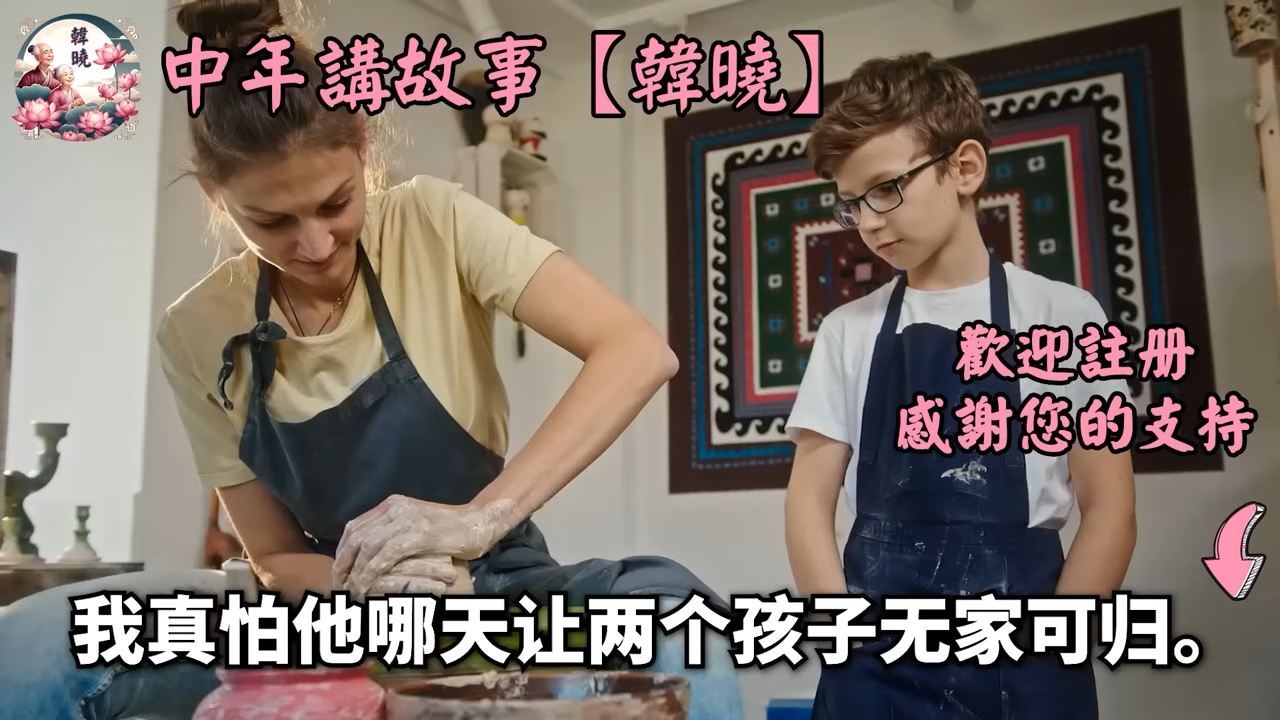 韓
曉
中年講故事【韓曉】
歡迎註册
感謝您的支持
我真怕他哪天让两个孩子无家可归。